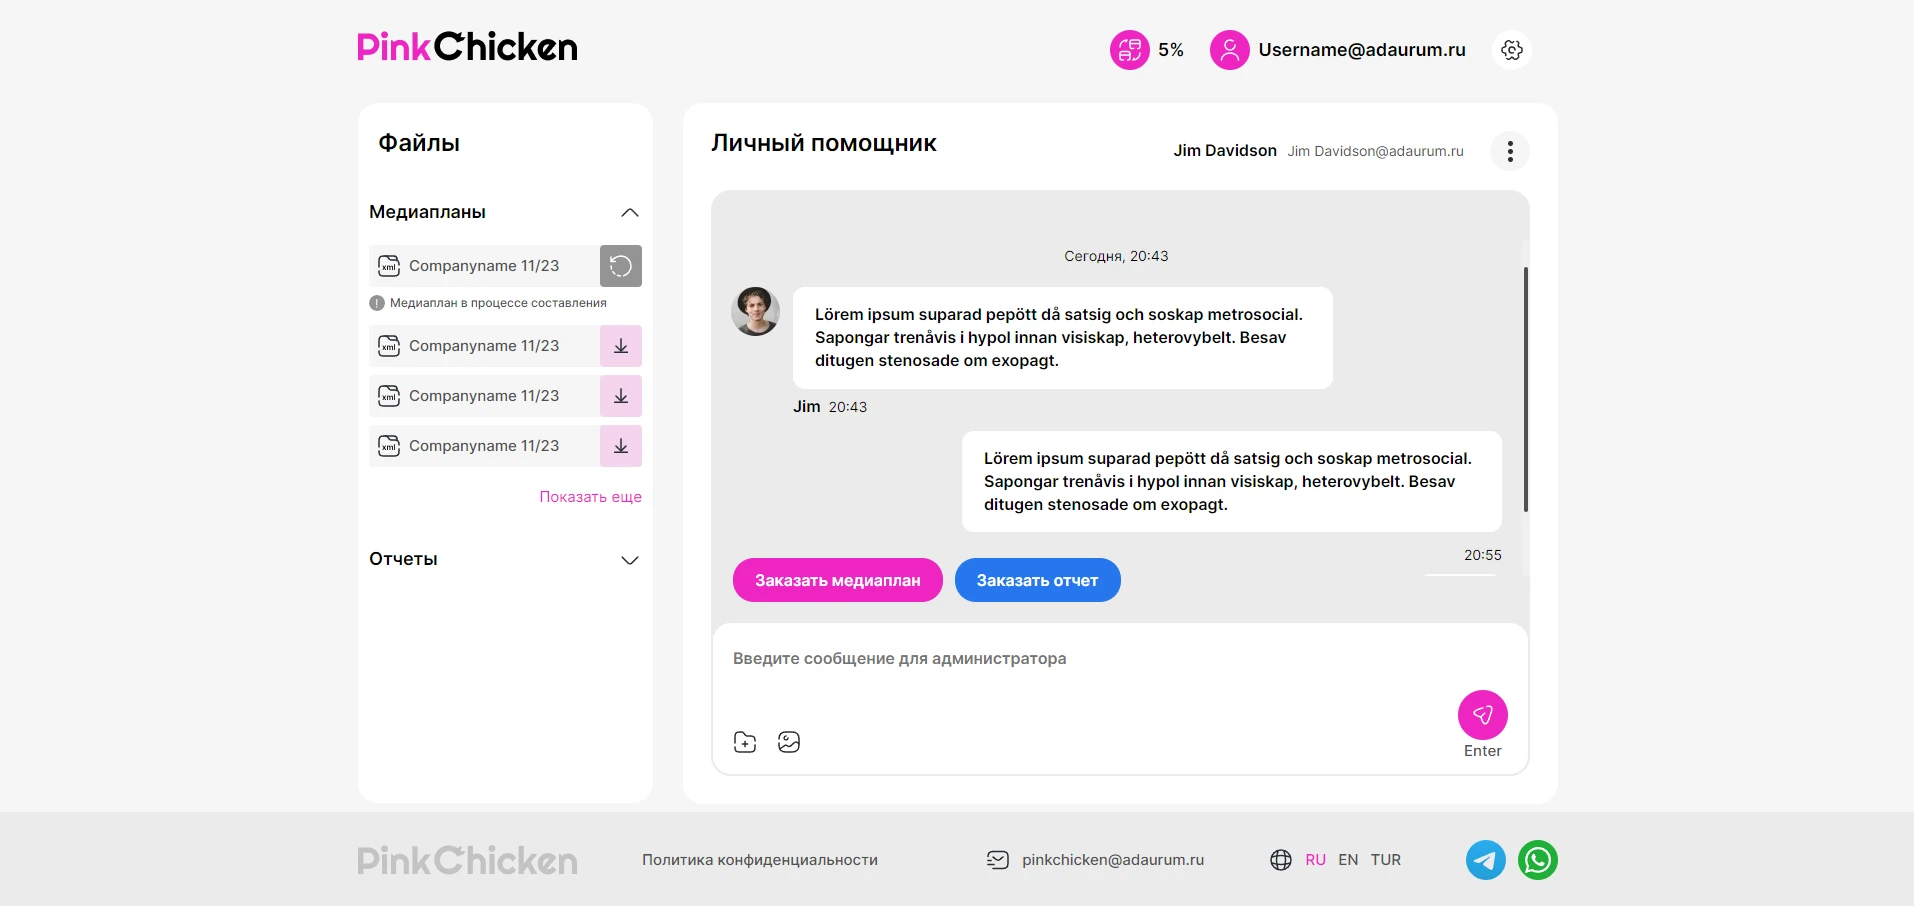 PinkChicken
5%
Username@adaurum.ru
Файлы
Медиапланы
xml Companyname 11/23
! Медиаплан в процессе составления
xml Companyname 11/23
xml Companyname 11/23
xml Companyname 11/23
Показать еще
Отчеты
Личный помощник
Jim Davidson Jim Davidson@adaurum.ru
Сегодня, 20:43
Lörem ipsum suparad pepött då satsig och soskap metrosocial.
Sapongar trenåvis i hypol innan visiskap, heterovybelt. Besav
ditugen stenosade om exopagt.
Jim 20:43
Lörem ipsum suparad pepött då satsig och soskap metrosocial.
Sapongar trenåvis i hypol innan visiskap, heterovybelt. Besav
ditugen stenosade om exopagt.
20:55
Заказать медиаплан
Заказать отчет
Введите сообщение для администратора
Enter
PinkChicken
Политика конфиденциальности
pinkchicken@adaurum.ru
RU EN TUR